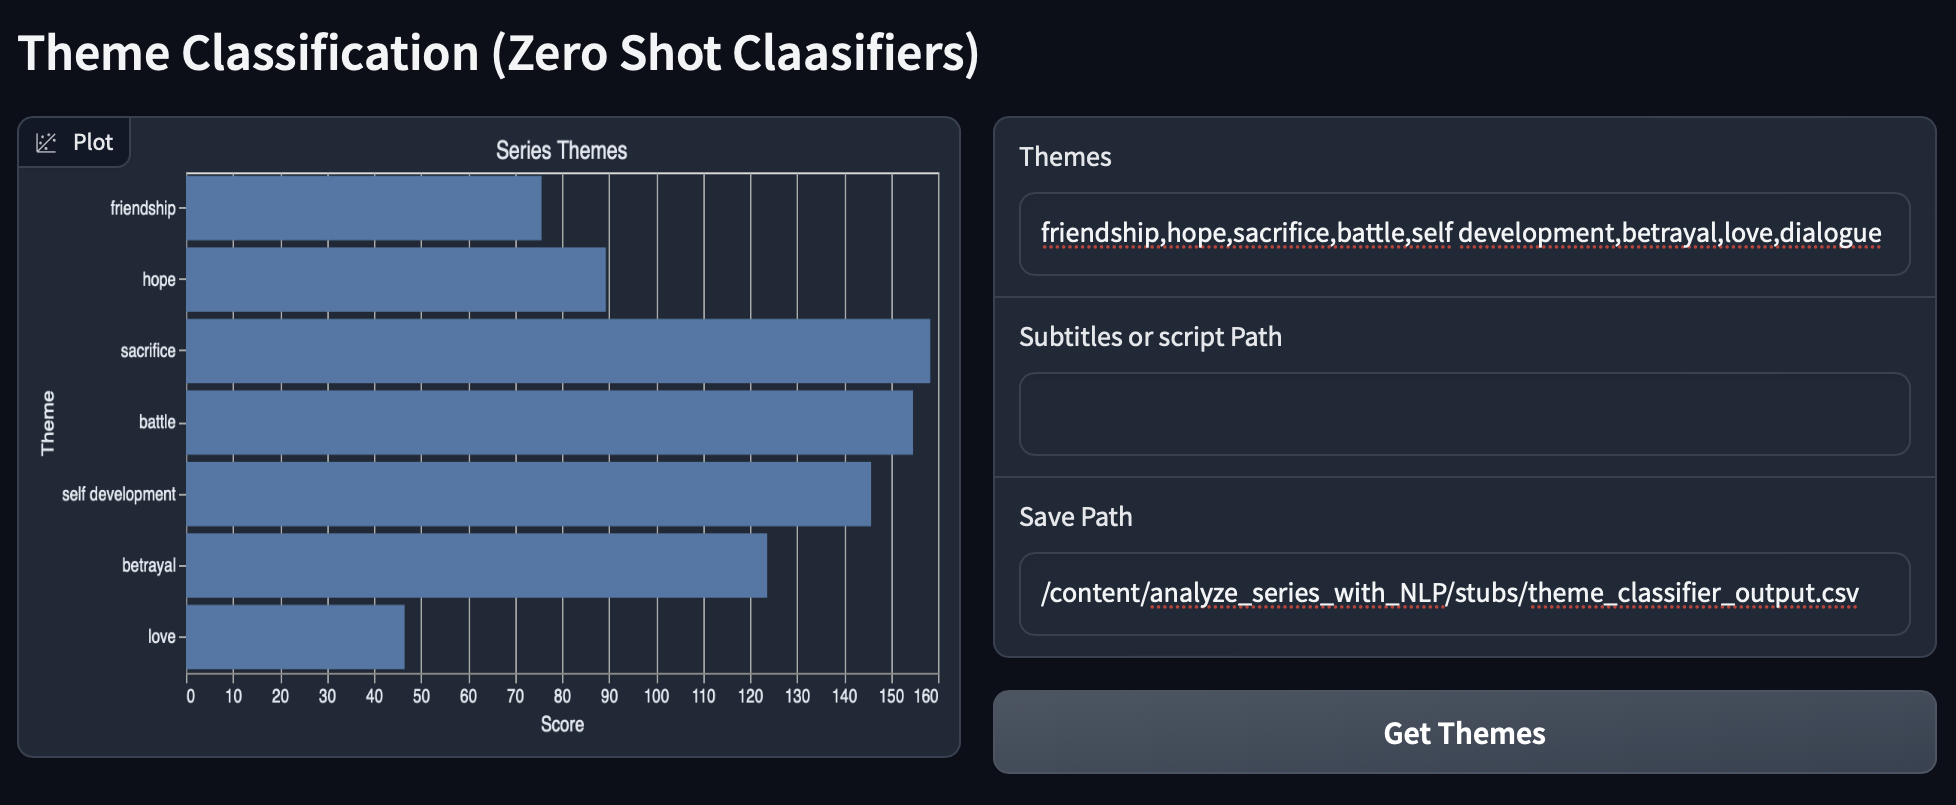 Theme Classification (Zero Shot Claasifiers)
Plot
Series Themes
Theme
friendship
hope
sacrifice
battle
self development
betrayal
love
0 10 20 30 40 50 60 70 80 90 100 110 120 130 140 150 160
Score
Themes
friendship,hope,sacrifice,battle,self development,betrayal,love,dialogue
Subtitles or script Path
Save Path
/content/analyze_series_with_NLP/stubs/theme_classifier_output.csv
Get Themes